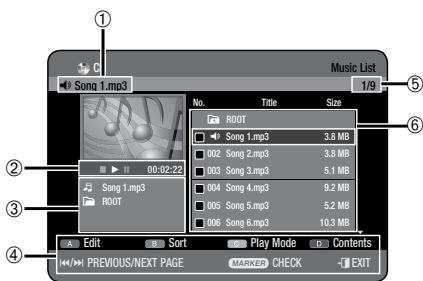 ①
C
Music List
Song 1.mp3
1/9
⑤
No. Title Size
ROOT
⑥
Song 1.mp3 3.8 MB
② 00:02:22
002 Song 2.mp3 3.8 MB
003 Song 3.mp3 5.1 MB
③
Song 1.mp3
ROOT
004 Song 4.mp3 9.2 MB
005 Song 5.mp3 5.2 MB
006 Song 6.mp3 10.3 MB
④
A Edit B Sort C Play Mode D Contents
PREVIOUS/NEXT PAGE MARKER CHECK EXIT